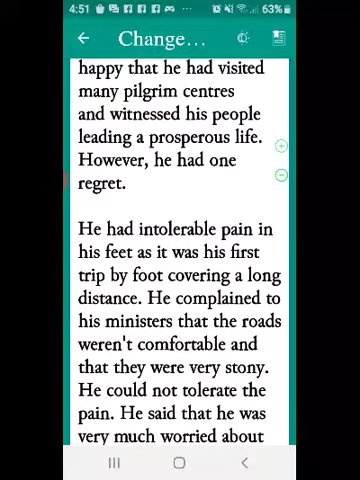 4:51
63%
Change...
happy that he had visited
many pilgrim centres
and witnessed his people
leading a prosperous life.
However, he had one
regret.
He had intolerable pain in
his feet as it was his first
trip by foot covering a long
distance. He complained to
his ministers that the roads
weren't comfortable and
that they were very stony.
He could not tolerate the
pain. He said that he was
very much worried about